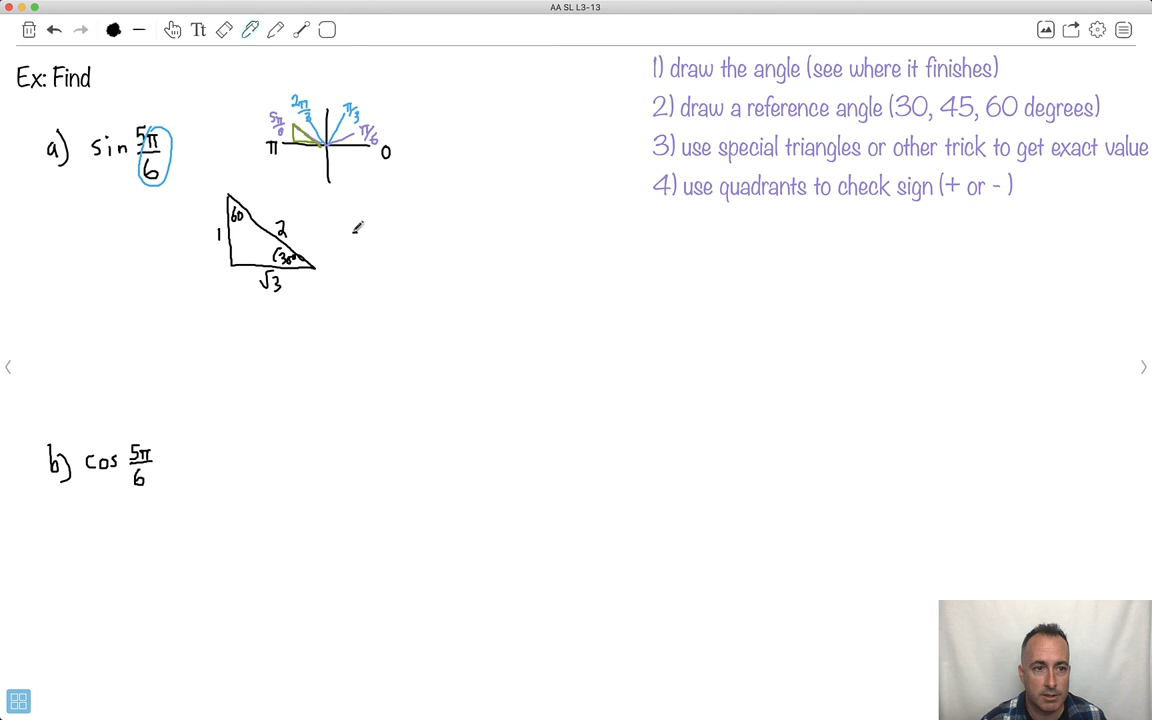 AA SL L3-13
Tt
Ex: Find
1) draw the angle (see where it finishes)
2) draw a reference angle (30, 45, 60 degrees)
3) use special triangles or other trick to get exact value
4) use quadrants to check sign (+ or - )
a) sin 5π/6
5π/6
2π/3
π/3
π/6
π
0
60
1
2
30°
√3
b) cos 5π/6